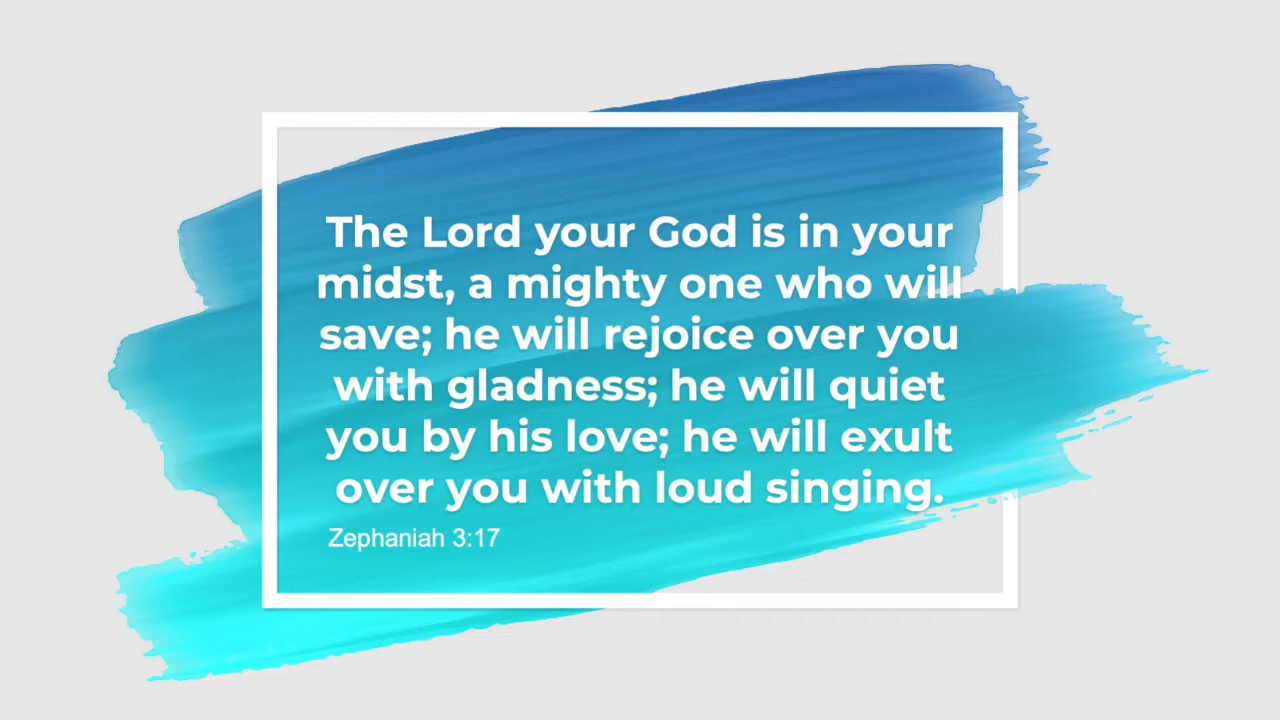 The Lord your God is in your
midst, a mighty one who will
save; he will rejoice over you
with gladness; he will quiet
you by his love; he will exult
over you with loud singing.
Zephaniah 3:17